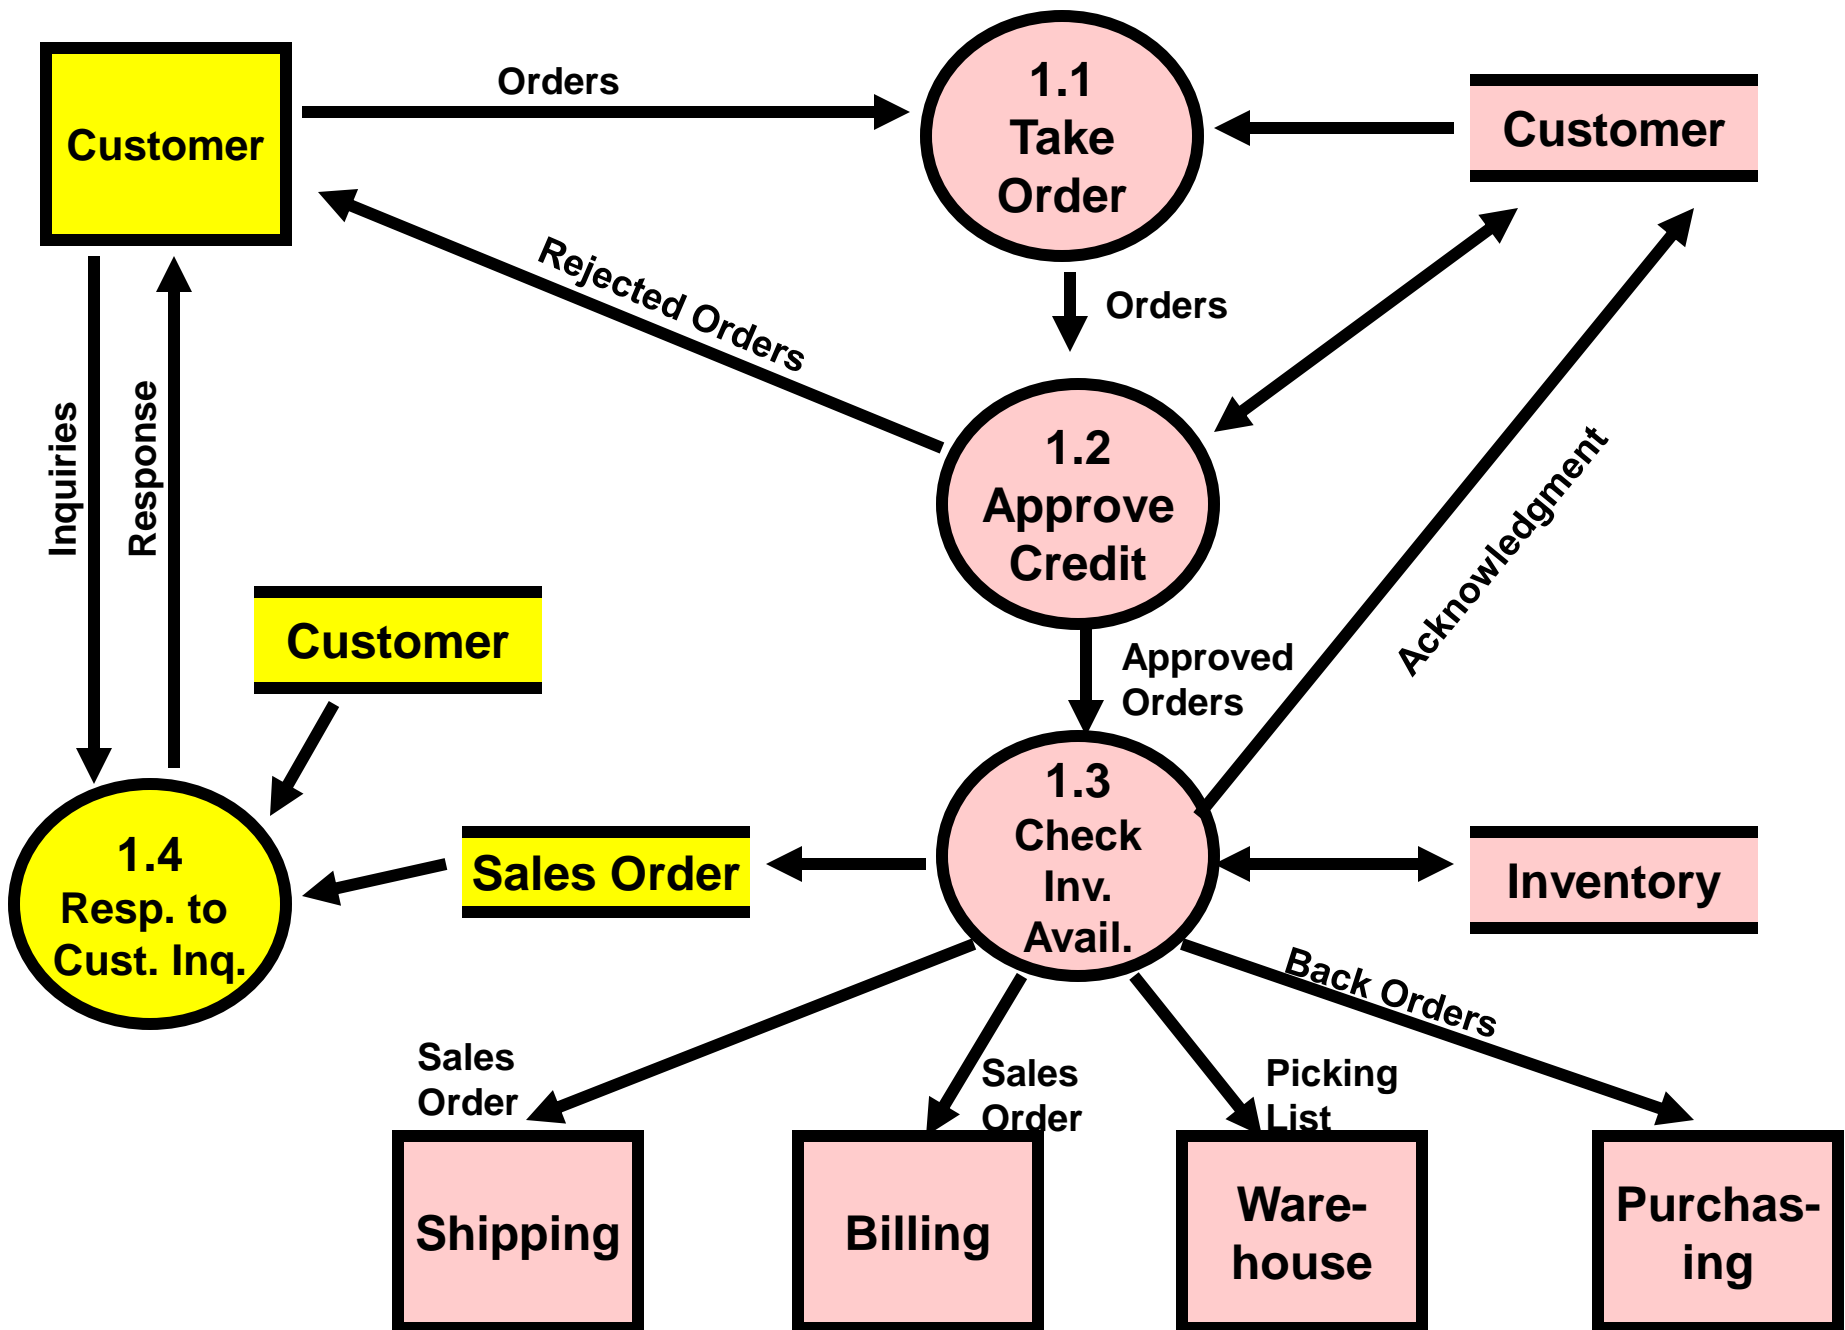 Orders
1.1
Take
Order
Customer
Customer
Rejected Orders
Orders
Inquiries
Response
1.2
Approve
Credit
Acknowledgment
Customer
Approved
Orders
1.3
Check
Inv.
Avail.
1.4
Resp. to
Cust. Inq.
Sales Order
Inventory
Back Orders
Sales
Order
Sales
Order
Picking
List
Shipping
Billing
Ware-
house
Purchas-
ing